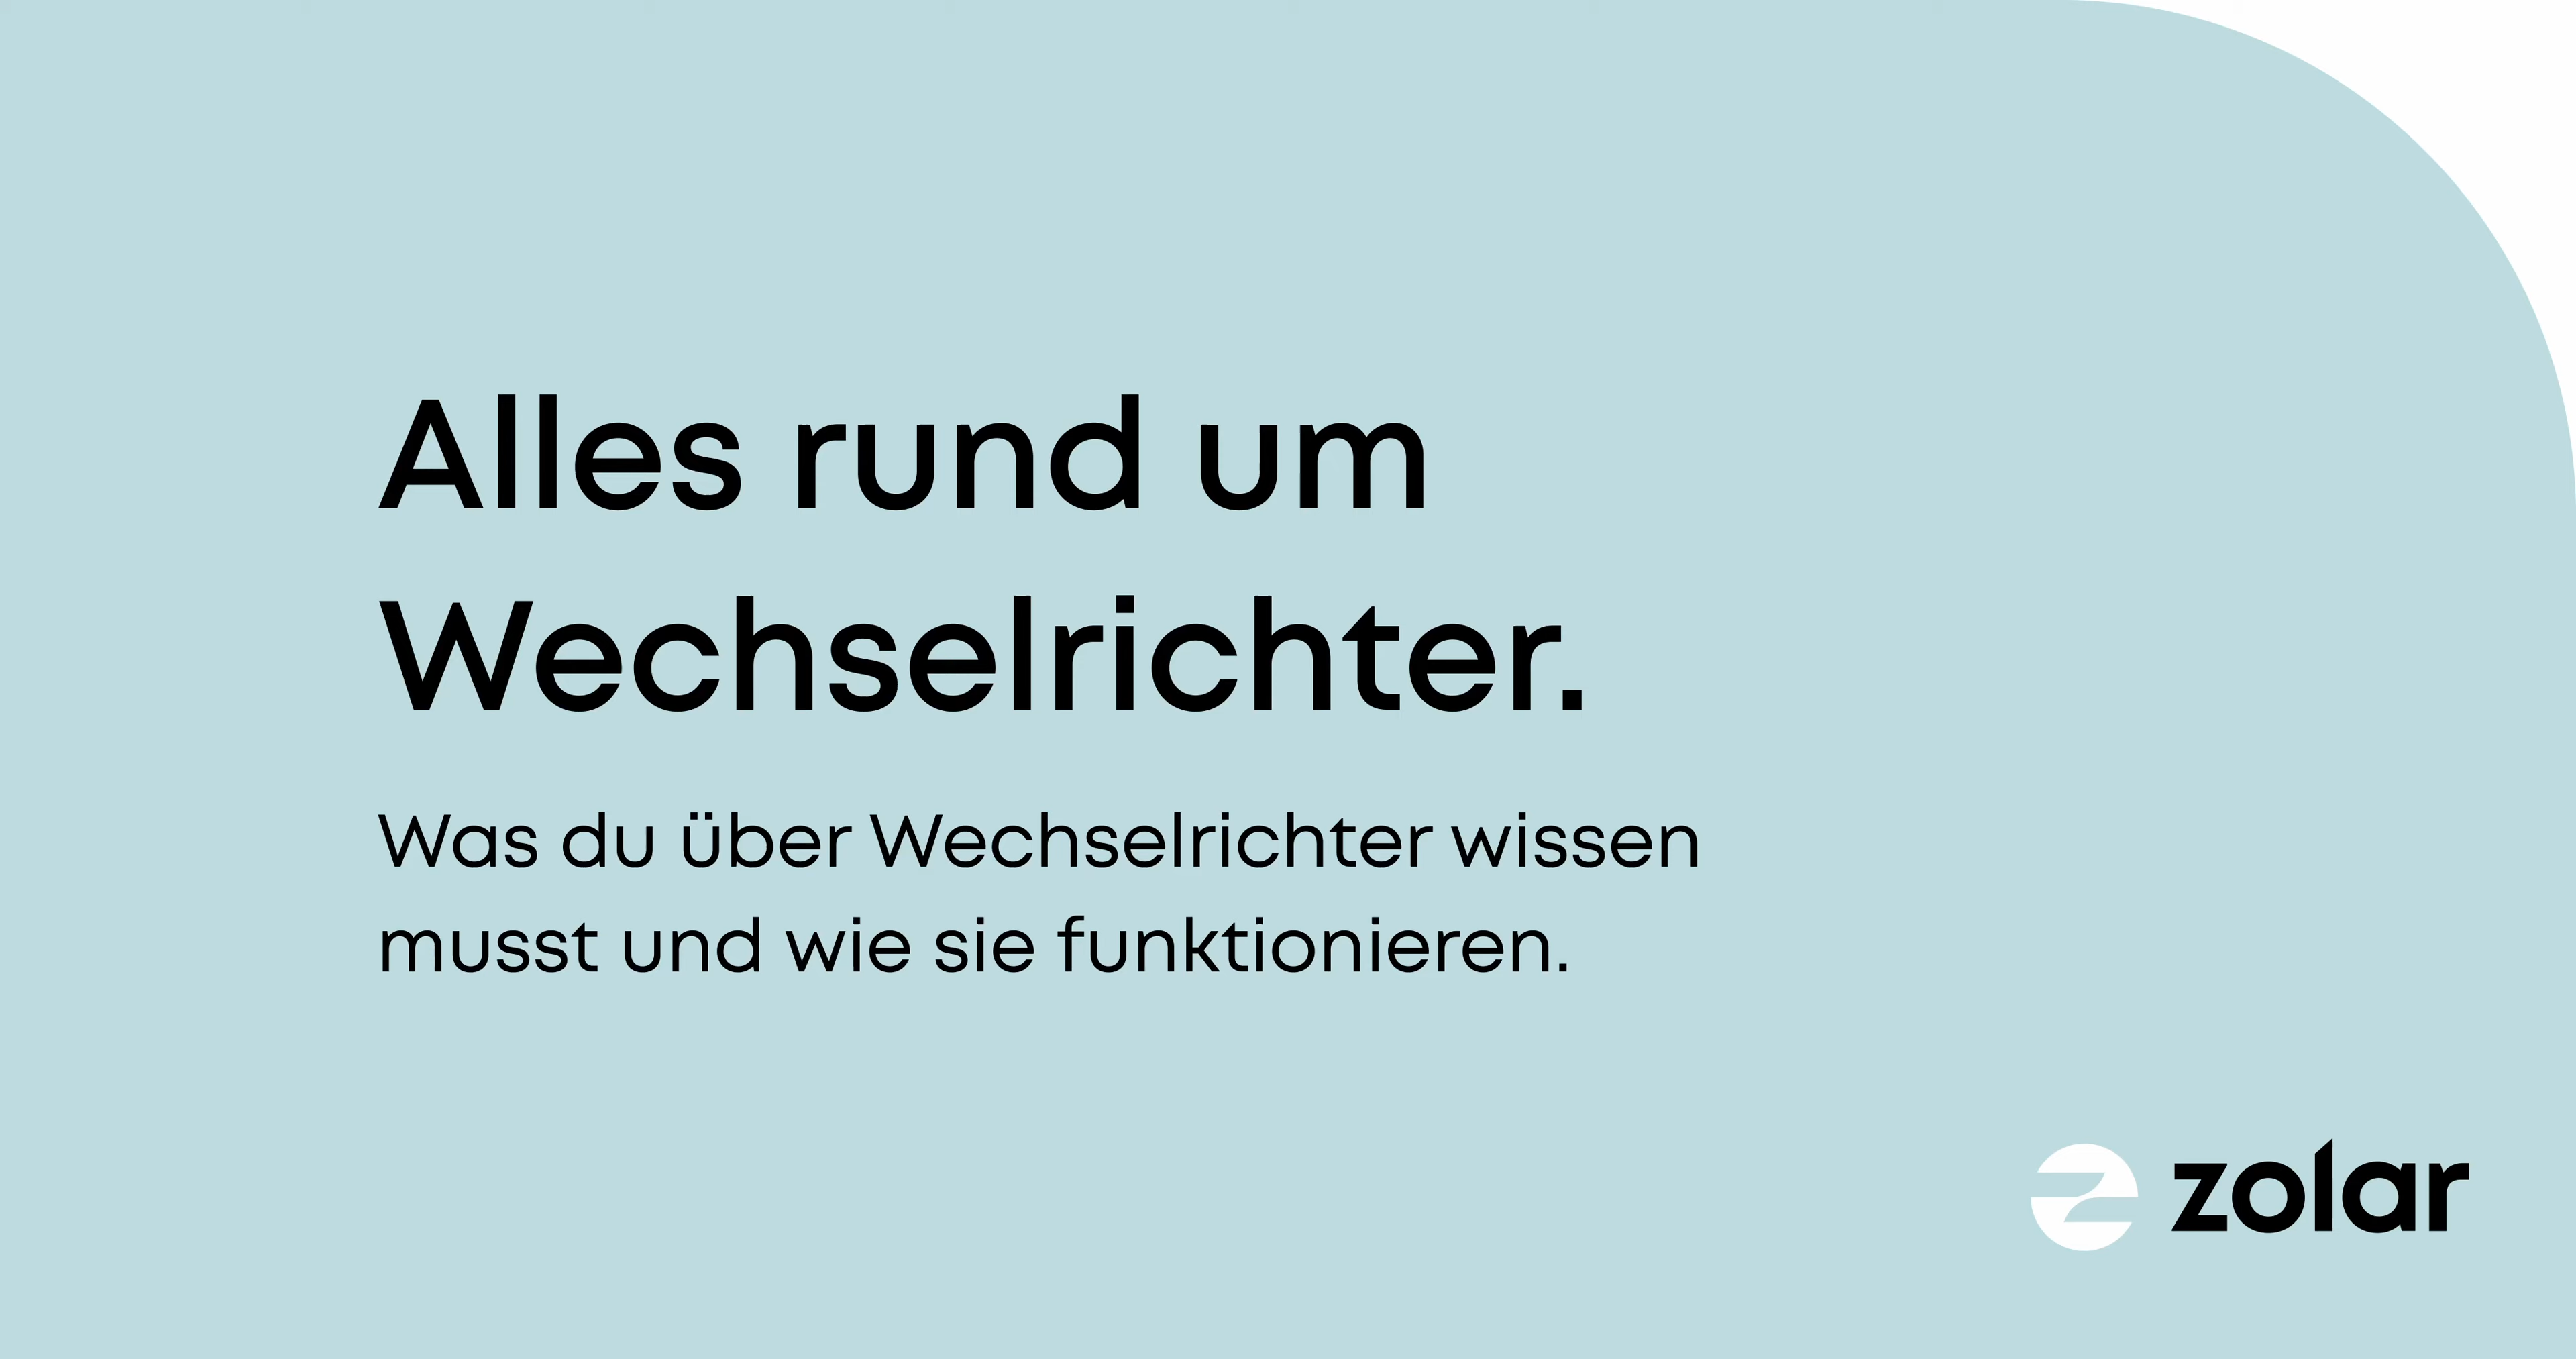 Alles rund um
Wechselrichter.
Was du über Wechselrichter wissen
musst und wie sie funktionieren.
zolar